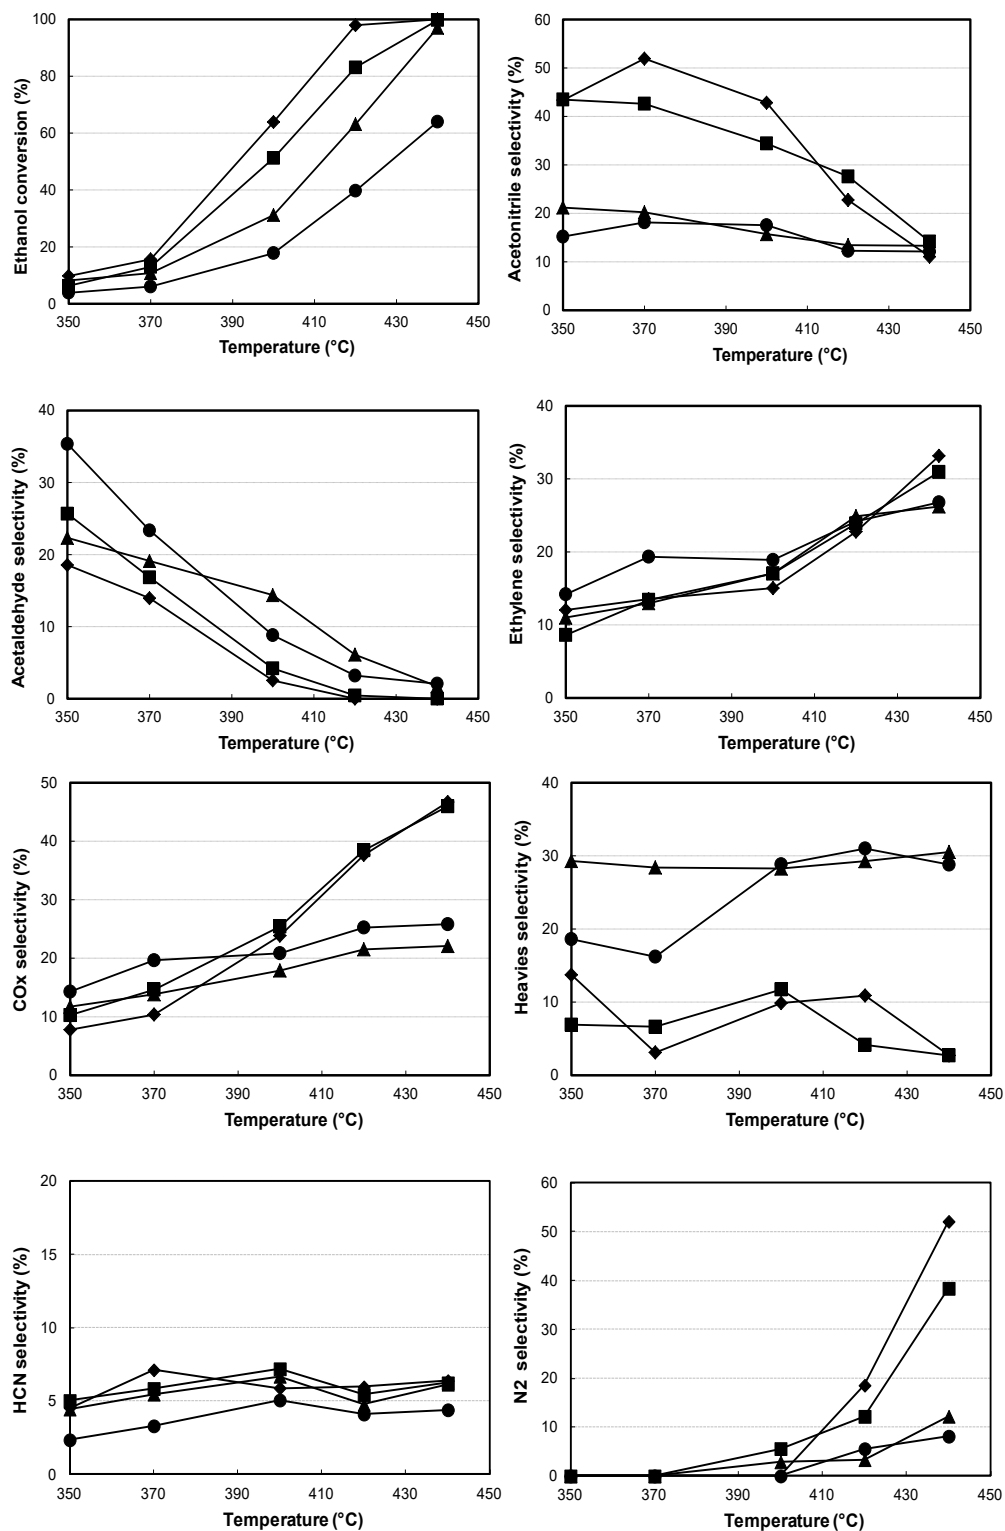 Ethanol conversion (%)
100
80
60
40
20
0
350 370 390 410 430 450
Temperature (°C)
Acetonitrile selectivity (%)
60
50
40
30
20
10
0
350 370 390 410 430 450
Temperature (°C)
Acetaldehyde selectivity (%)
40
30
20
10
0
350 370 390 410 430 450
Temperature (°C)
Ethylene selectivity (%)
40
30
20
10
0
350 370 390 410 430 450
Temperature (°C)
COx selectivity (%)
50
40
30
20
10
0
350 370 390 410 430 450
Temperature (°C)
Heavies selectivity (%)
40
30
20
10
0
350 370 390 410 430 450
Temperature (°C)
HCN selectivity (%)
20
15
10
5
0
350 370 390 410 430 450
Temperature (°C)
N2 selectivity (%)
60
50
40
30
20
10
0
350 370 390 410 430 450
Temperature (°C)